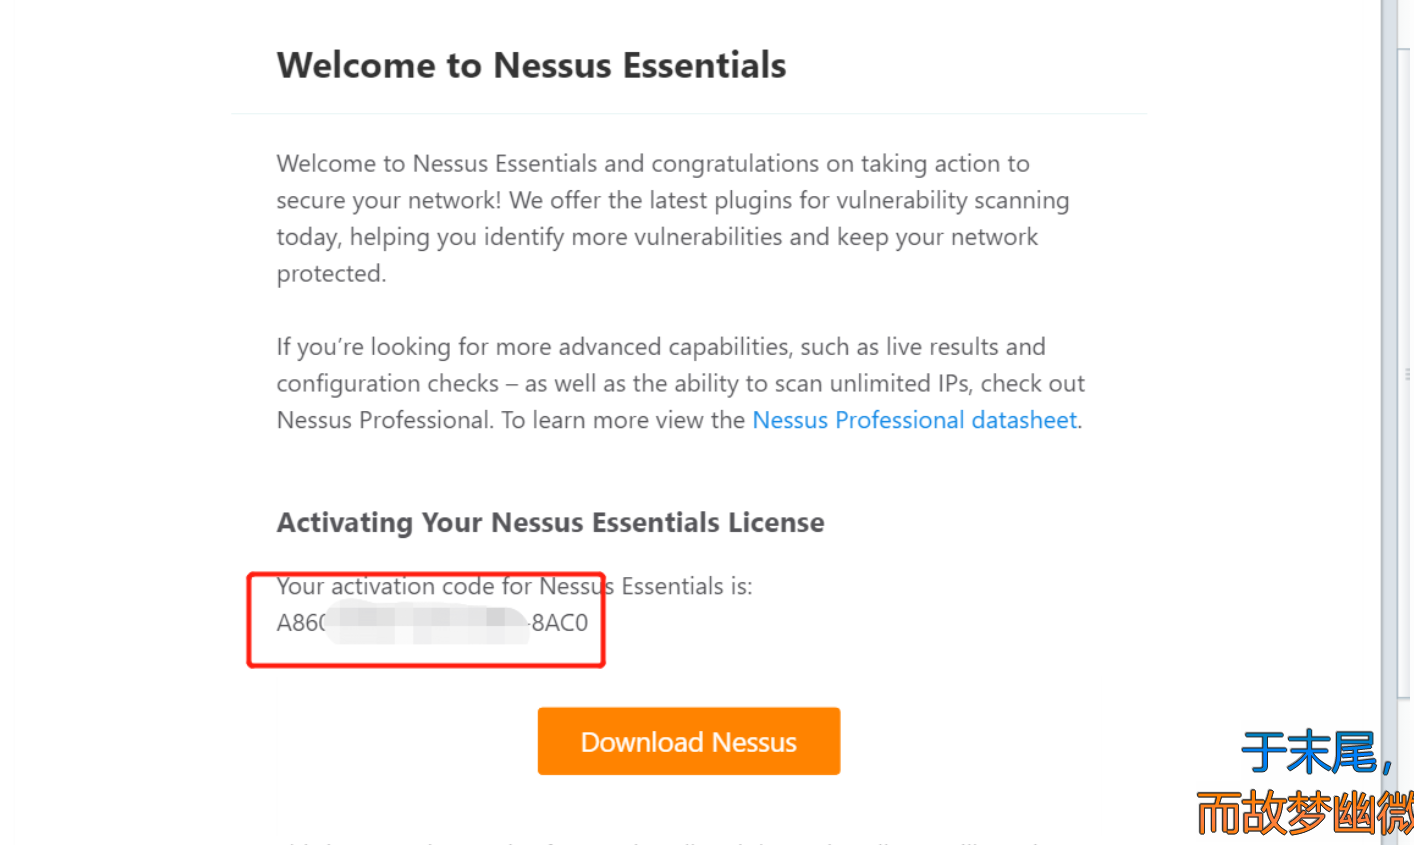 Welcome to Nessus Essentials
Welcome to Nessus Essentials and congratulations on taking action to
secure your network! We offer the latest plugins for vulnerability scanning
today, helping you identify more vulnerabilities and keep your network
protected.
If you’re looking for more advanced capabilities, such as live results and
configuration checks – as well as the ability to scan unlimited IPs, check out
Nessus Professional. To learn more view the Nessus Professional datasheet.
Activating Your Nessus Essentials License
Your activation code for Nessus Essentials is:
A860 -8AC0
Download Nessus
于末尾，
而故梦幽微